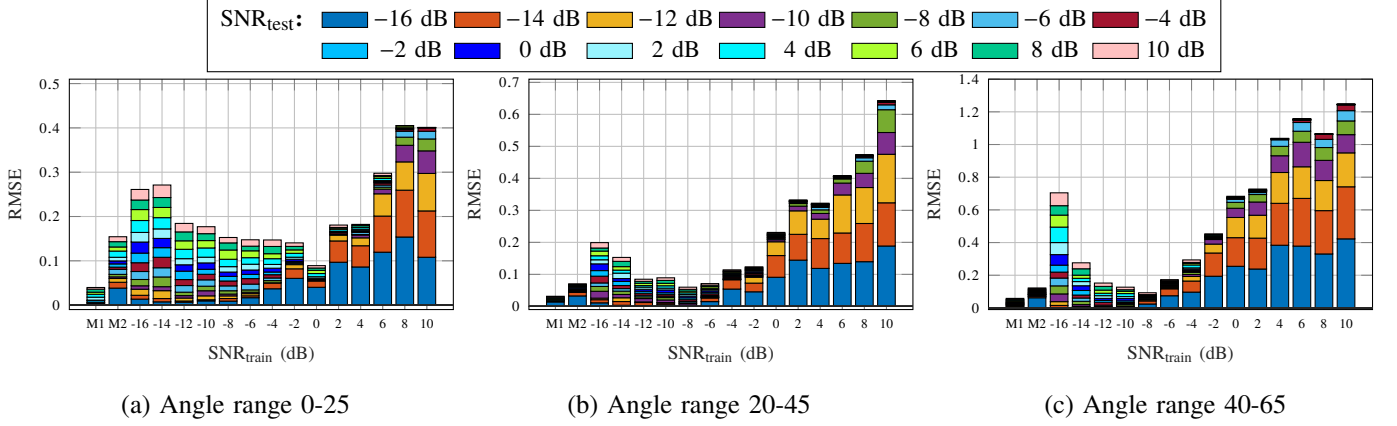 SNRtest: −16 dB −14 dB −12 dB −10 dB −8 dB −6 dB −4 dB
−2 dB 0 dB 2 dB 4 dB 6 dB 8 dB 10 dB
0.5
0.4
0.3
0.2
0.1
0
RMSE
M1 M2 -16 -14 -12 -10 -8 -6 -4 -2 0 2 4 6 8 10
SNRtrain (dB)
(a) Angle range 0-25
0.7
0.6
0.5
0.4
0.3
0.2
0.1
0
RMSE
M1 M2 -16 -14 -12 -10 -8 -6 -4 -2 0 2 4 6 8 10
SNRtrain (dB)
(b) Angle range 20-45
1.4
1.2
1
0.8
0.6
0.4
0.2
0
RMSE
M1 M2 -16 -14 -12 -10 -8 -6 -4 -2 0 2 4 6 8 10
SNRtrain (dB)
(c) Angle range 40-65